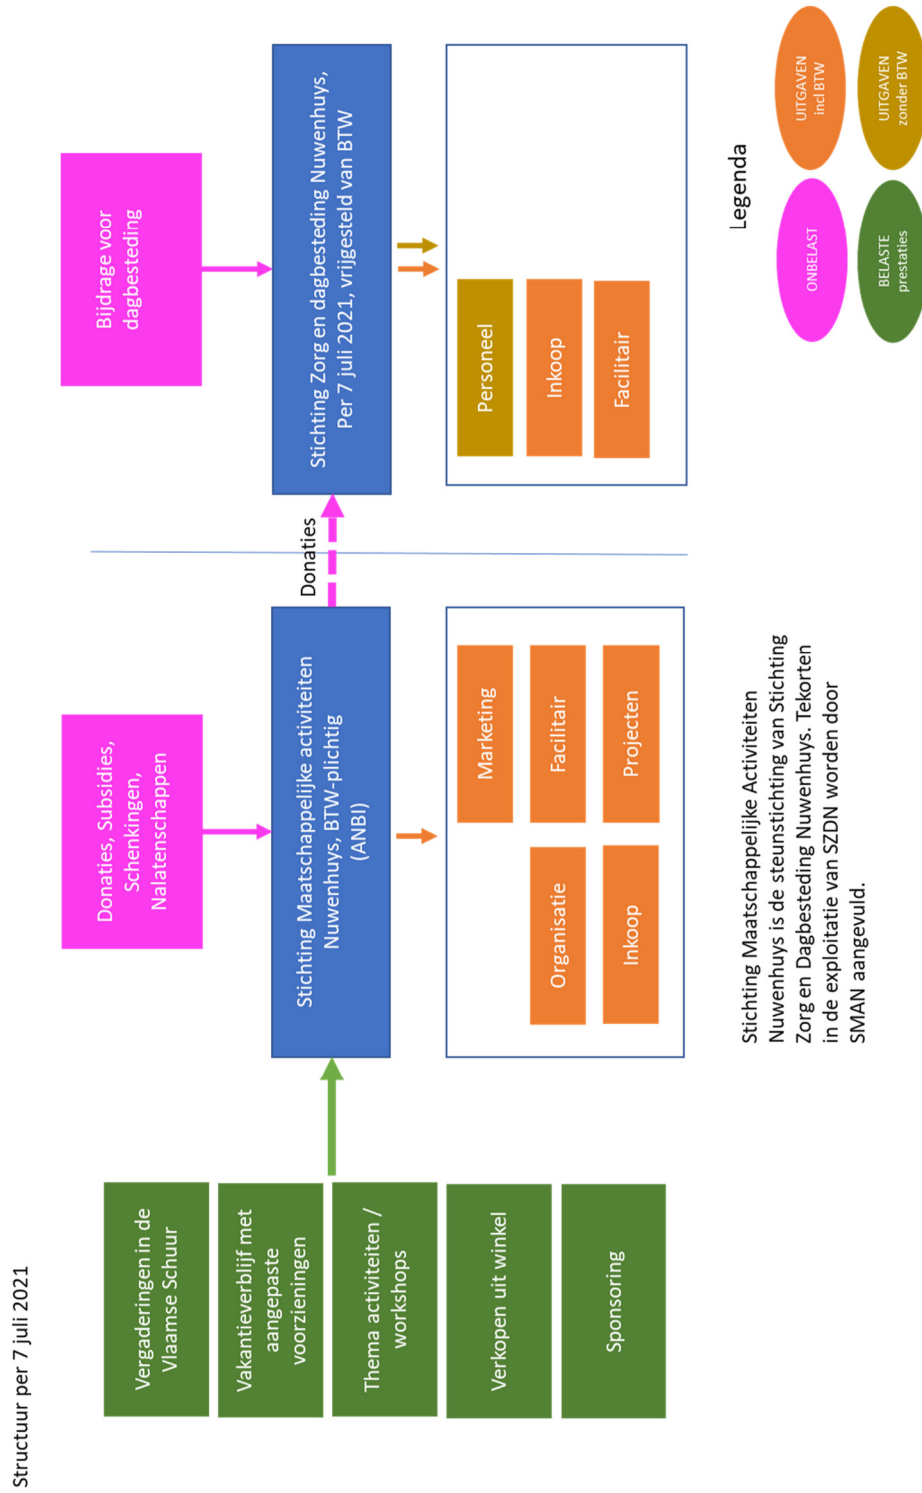 Structuur per 7 juli 2021
Vergaderingen in de
Vlaamse Schuur
Vakantieverblijf met
aangepaste
voorzieningen
Thema activiteiten /
workshops
Verkopen uit winkel
Sponsoring
Donaties, Subsidies,
Schenkingen,
Nalatenschappen
Stichting Maatschappelijke activiteiten
Nuwenhuys, BTW-plichtig
(ANBI)
Marketing
Organisatie
Facilitair
Inkoop
Projecten
Donaties
Bijdrage voor
dagbesteding
Stichting Zorg en dagbesteding Nuwenhuys,
Per 7 juli 2021, vrijgesteld van BTW
Personeel
Inkoop
Facilitair
Stichting Maatschappelijke Activiteiten
Nuwenhuys is de steunstichting van Stichting
Zorg en Dagbesteding Nuwenhuys. Tekorten
in de exploitatie van SZDN worden door
SMAN aangevuld.
Legenda
ONBELAST
UITGAVEN
incl BTW
BELASTE
prestaties
UITGAVEN
zonder BTW